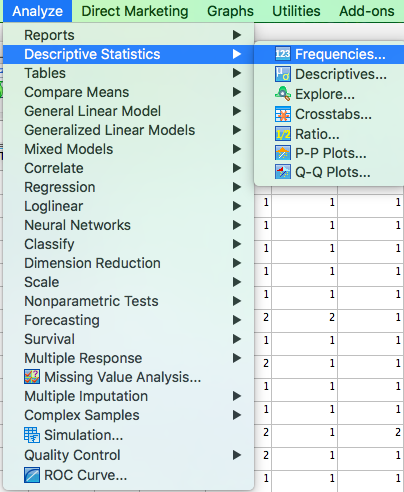 Analyze Direct Marketing Graphs Utilities Add-ons
Reports
Descriptive Statistics
Tables
Compare Means
General Linear Model
Generalized Linear Models
Mixed Models
Correlate
Regression
Loglinear
Neural Networks
Classify
Dimension Reduction
Scale
Nonparametric Tests
Forecasting
Survival
Multiple Response
Missing Value Analysis...
Multiple Imputation
Complex Samples
Simulation...
Quality Control
ROC Curve...
123 Frequencies...
Descriptives...
Explore...
Crosstabs...
1/2 Ratio...
P-P Plots...
Q-Q Plots...
1 1 1
1 1 1
1 1 1
1 1 1
1 1 1
2 2 1
1 1 1
2 1 1
1 1 1
1 1 1
2 1 2
2 1 1
1 1 1